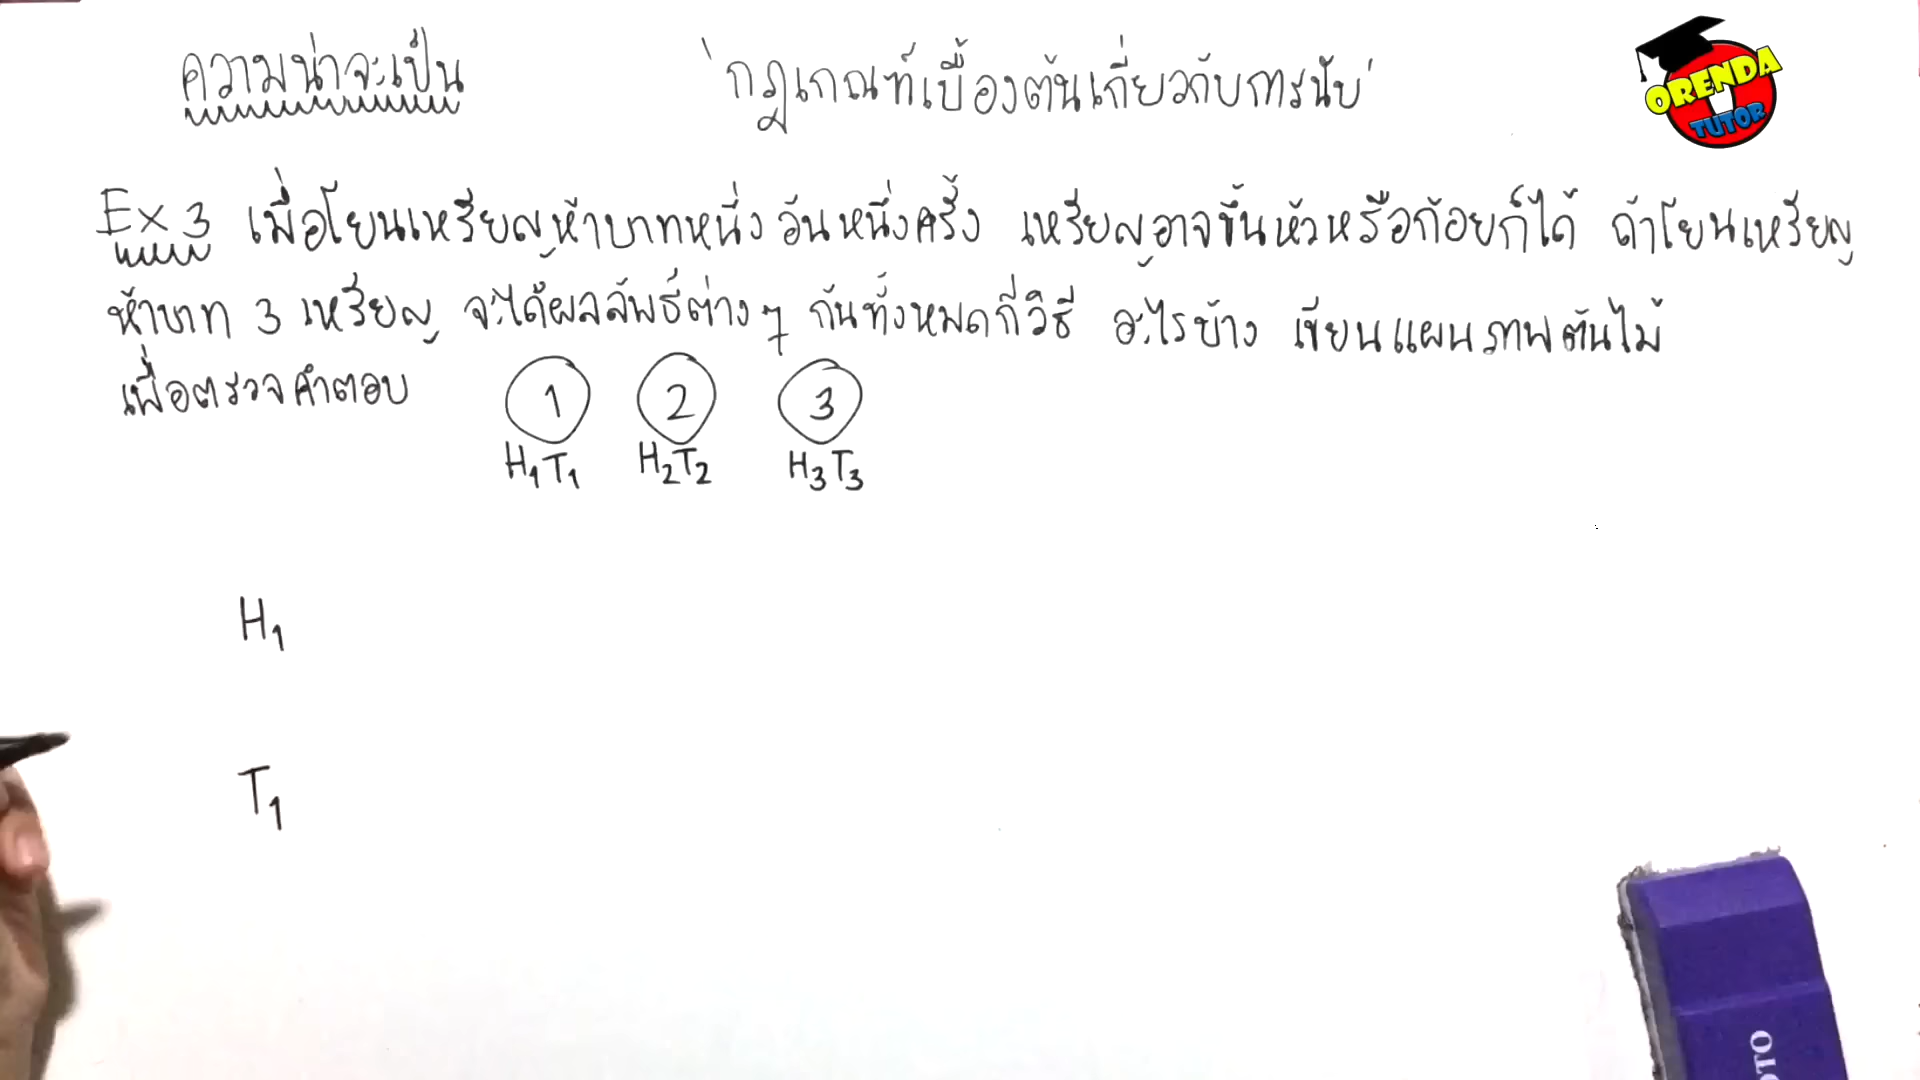 ความน่าจะเป็น
'กฎเกณฑ์เบื้องต้นเกี่ยวกับการนับ'
ORENDA
TUTOR
Ex 3 เมื่อโยนเหรียญห้าบาทหนึ่งอันหนึ่งครั้ง เหรียญอาจขึ้นหัวหรือก้อยก็ได้ ถ้าโยนเหรียญ
ห้าบาท 3 เหรียญ จะได้ผลลัพธ์ต่าง ๆ กันทั้งหมดกี่วิธี อะไรบ้าง เขียนแผนภาพต้นไม้
เพื่อตรวจคำตอบ
1 2 3
H₁T₁ H₂T₂ H₃T₃
H₁
T₁